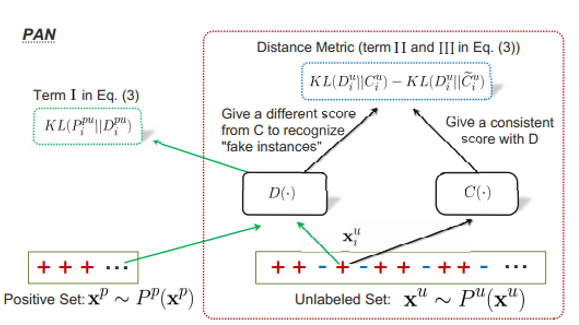 PAN
Distance Metric (term II and III in Eq. (3))
KL(D_i^u||C_i^u) − KL(D_i^u||C̃_i^u)
Term I in Eq. (3)
KL(P_i^{pu}||D_i^{pu})
Give a different score
from C to recognize
"fake instances"
Give a consistent
score with D
D(·)
C(·)
x_i^u
+ + + ···
+ + - + - + + - + + - ···
Positive Set: x^p ∼ P^p(x^p)
Unlabeled Set: x^u ∼ P^u(x^u)